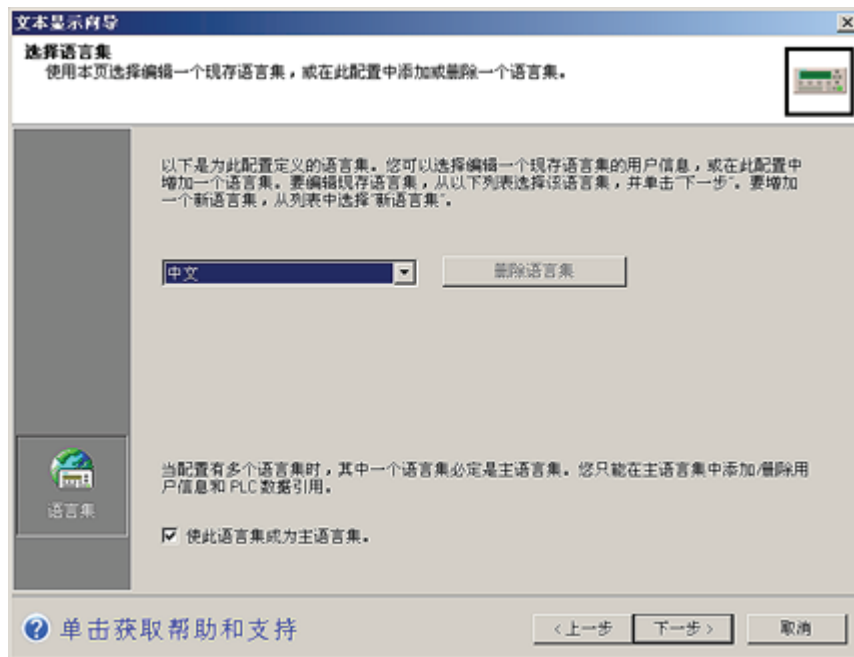 文本显示向导
选择语言集
使用本页选择编辑一个现存语言集，或在此配置中添加或删除一个语言集。
以下是为此配置定义的语言集。您可以选择编辑一个现存语言集的用户信息，或在此配置中
增加一个语言集。要编辑现存语言集，从以下列表选择该语言集，并单击"下一步"。要增加
一个新语言集，从列表中选择"新语言集"。
中文
删除语言集
当配置有多个语言集时，其中一个语言集必定是主语言集。您只能在主语言集中添加/删除用
户信息和 PLC 数据引用。
语言集
使此语言集成为主语言集。
单击获取帮助和支持
<上一步
下一步>
取消